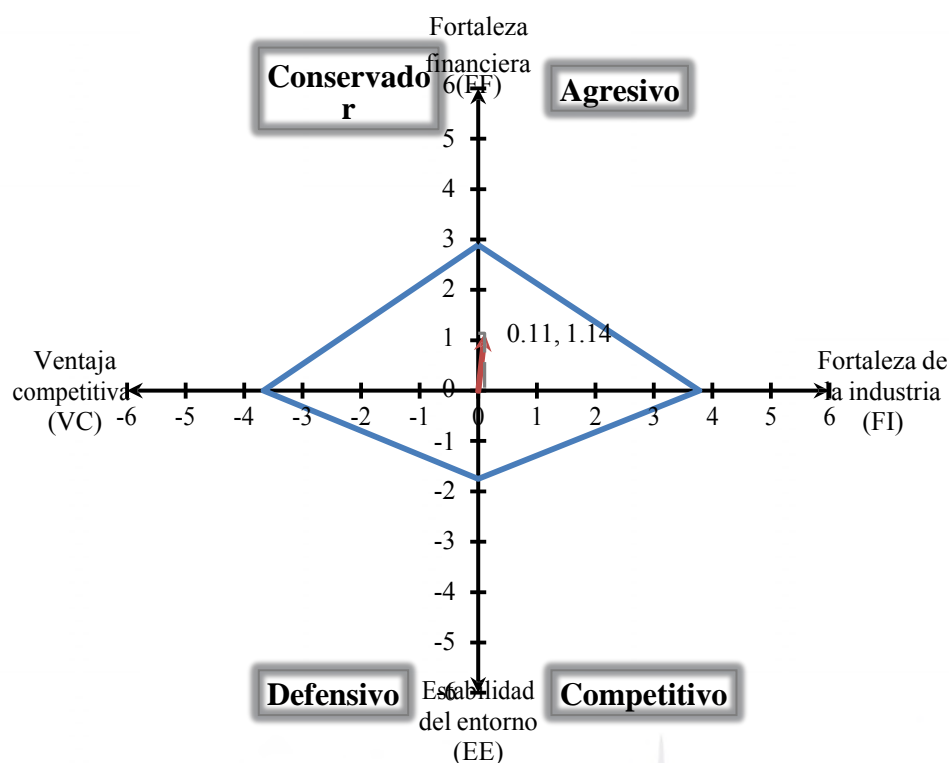 Fortaleza
financiera
(FF)
Conservado
r
Agresivo
6
5
4
3
2
1
0
-1
-2
-3
-4
-5
-6
0.11, 1.14
Ventaja
competitiva
(VC)
-6 -5 -4 -3 -2 -1 0 1 2 3 4 5 6
Fortaleza de
la industria
(FI)
Defensivo
Estabilidad
del entorno
(EE)
Competitivo